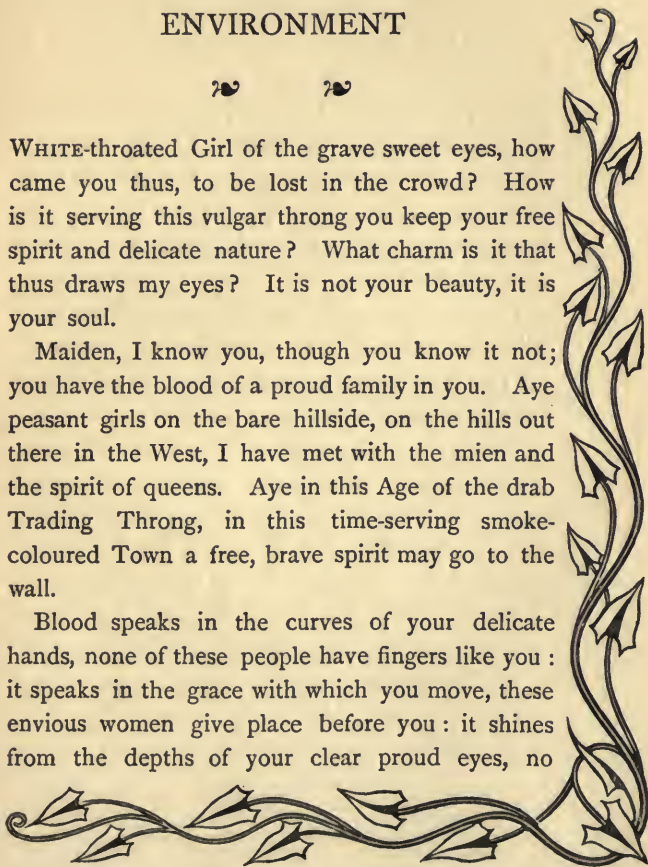 ENVIRONMENT
WHITE-throated Girl of the grave sweet eyes, how
came you thus, to be lost in the crowd? How
is it serving this vulgar throng you keep your free
spirit and delicate nature? What charm is it that
thus draws my eyes? It is not your beauty, it is
your soul.
Maiden, I know you, though you know it not;
you have the blood of a proud family in you. Aye
peasant girls on the bare hillside, on the hills out
there in the West, I have met with the mien and
the spirit of queens. Aye in this Age of the drab
Trading Throng, in this time-serving smoke-
coloured Town a free, brave spirit may go to the
wall.
Blood speaks in the curves of your delicate
hands, none of these people have fingers like you :
it speaks in the grace with which you move, these
envious women give place before you : it shines
from the depths of your clear proud eyes, no